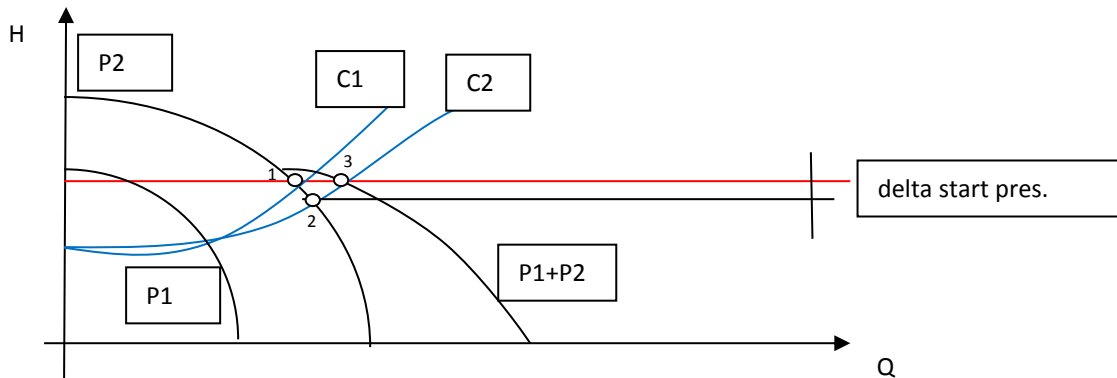 H
P2
C1
C2
1
3
delta start pres.
2
P1
P1+P2
Q